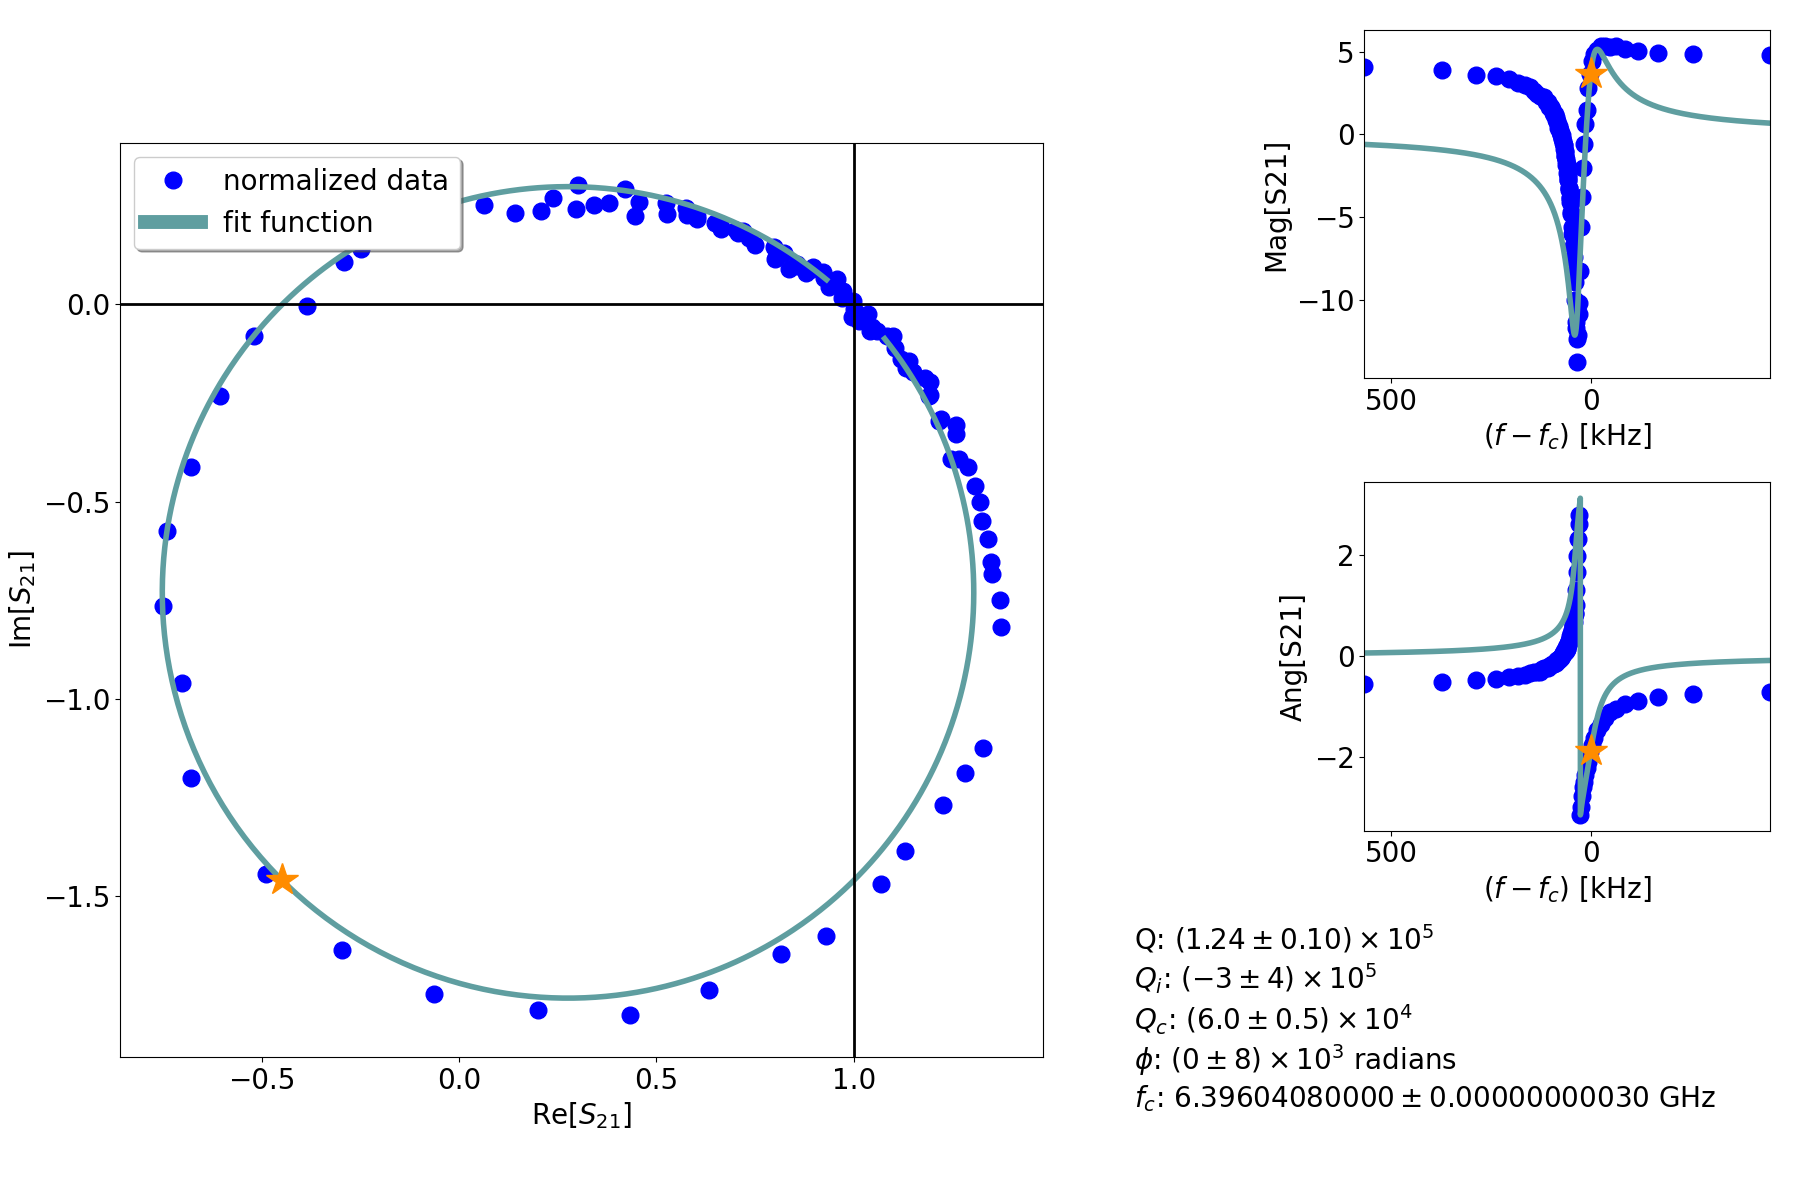 normalized data
fit function
0.0
−0.5
−1.0
−1.5
Im[S21]
−0.5 0.0 0.5 1.0
Re[S21]
5
0
−5
−10
Mag[S21]
500 0
(f − fc) [kHz]
2
0
−2
Ang[S21]
500 0
(f − fc) [kHz]
Q: (1.24 ± 0.10) × 10^5
Qi: (−3 ± 4) × 10^5
Qc: (6.0 ± 0.5) × 10^4
ϕ: (0 ± 8) × 10^3 radians
fc: 6.39604080000 ± 0.00000000030 GHz